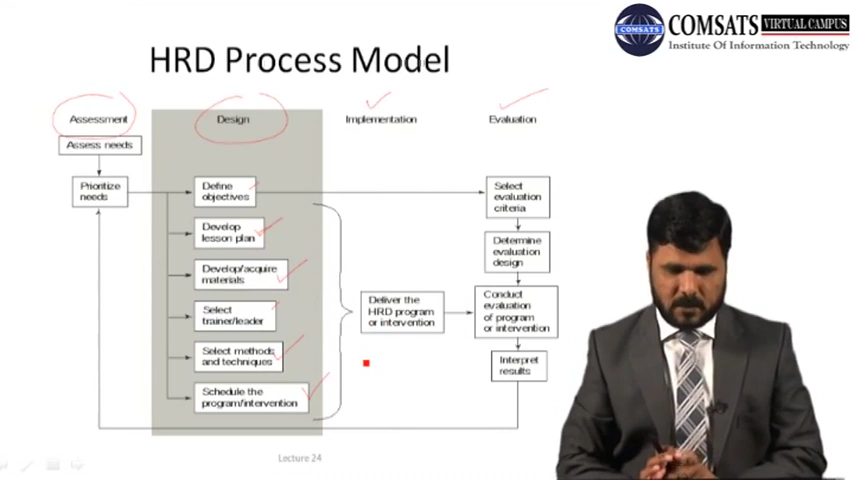 COMSATS VIRTUAL CAMPUS
COMSATS
Institute Of Information Technology
HRD Process Model
Assessment
Design
Implementation
Evaluation
Assess needs
Prioritize
needs
Define
objectives
Develop
lesson plan
Develop/acquire
materials
Select
trainer/leader
Select methods
and techniques
Schedule the
program/intervention
Deliver the
HRD program
or intervention
Select
evaluation
criteria
Determine
evaluation
design
Conduct
evaluation
of program
or intervention
Interpret
results
Lecture 24